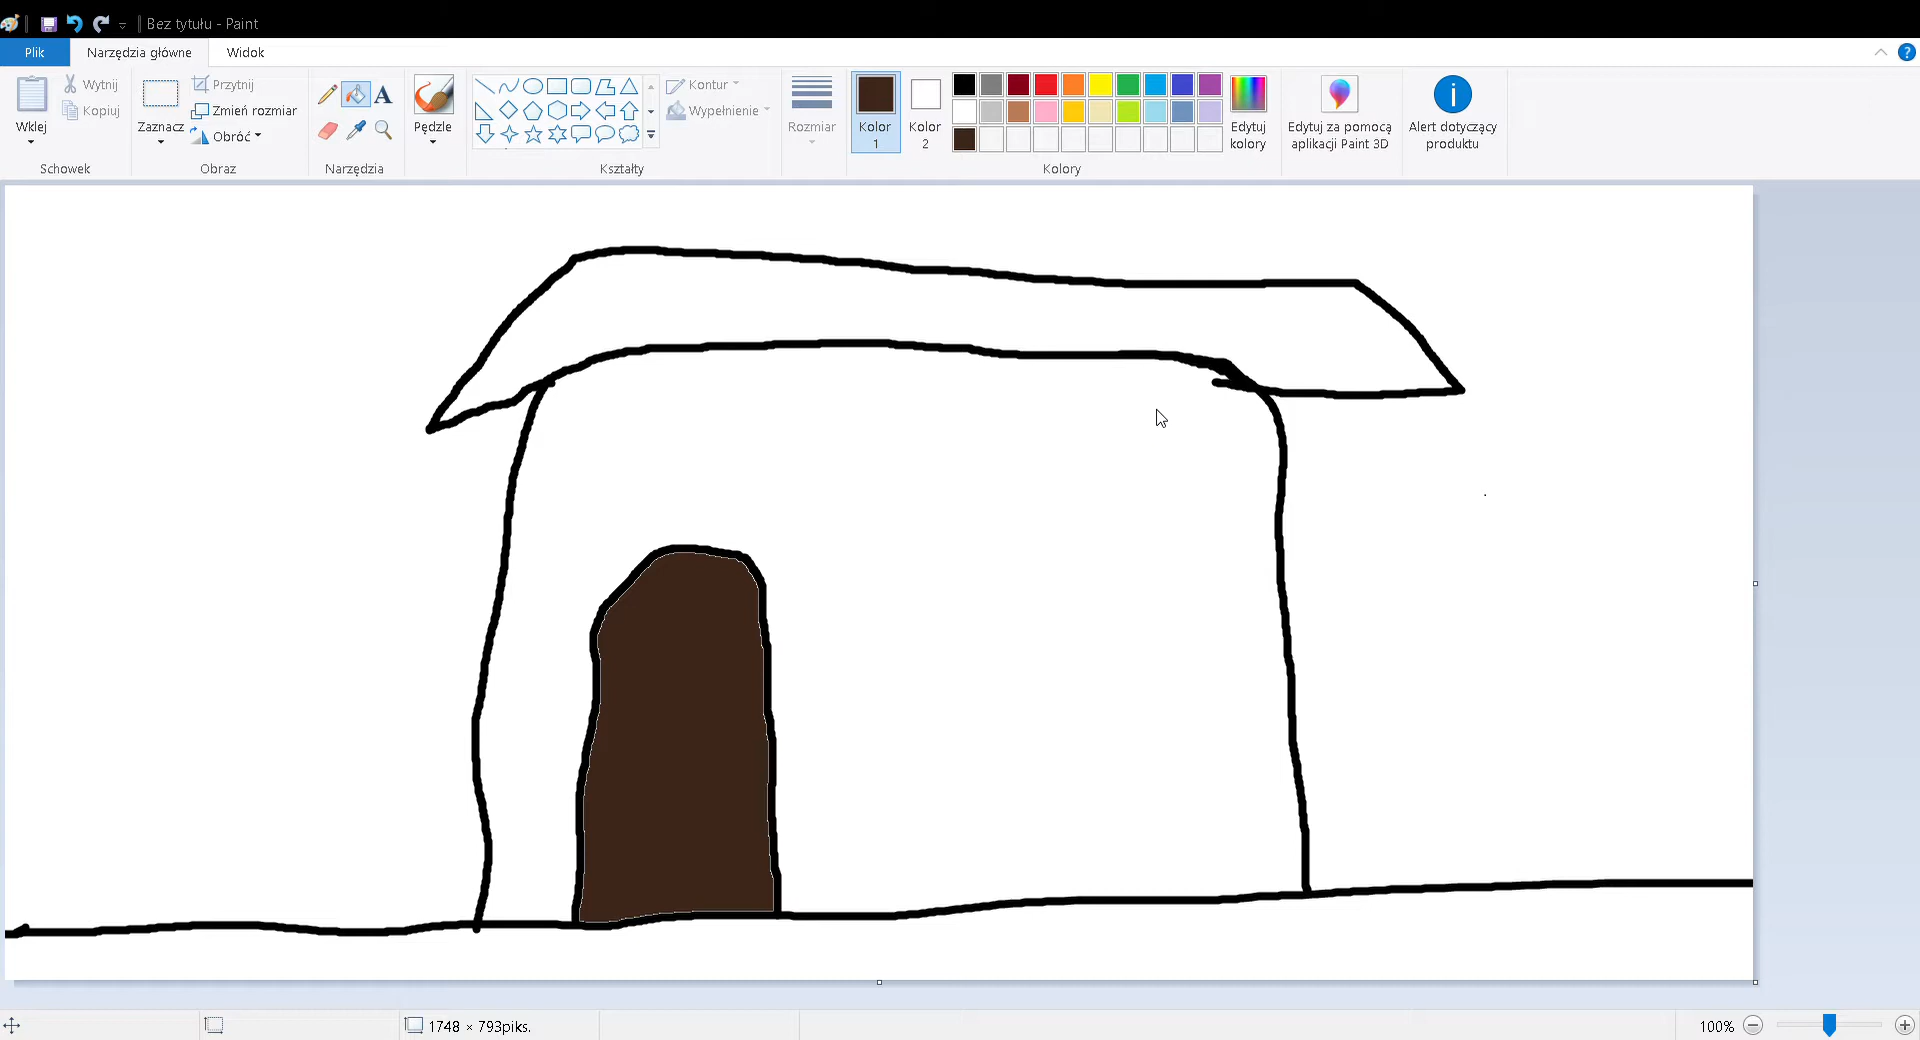 Bez tytułu - Paint
Plik Narzędzia główne Widok
Wklej
Wytnij
Kopiuj
Schowek
Zaznacz
Przytnij
Zmień rozmiar
Obróć
Obraz
A
Narzędzia
Pędzle
Kształty
Kontur
Wypełnienie
Rozmiar
Kolor
1
Kolor
2
Edytuj
kolory
Kolory
Edytuj za pomocą
aplikacji Paint 3D
Alert dotyczący
produktu
1748 × 793piks.
100%